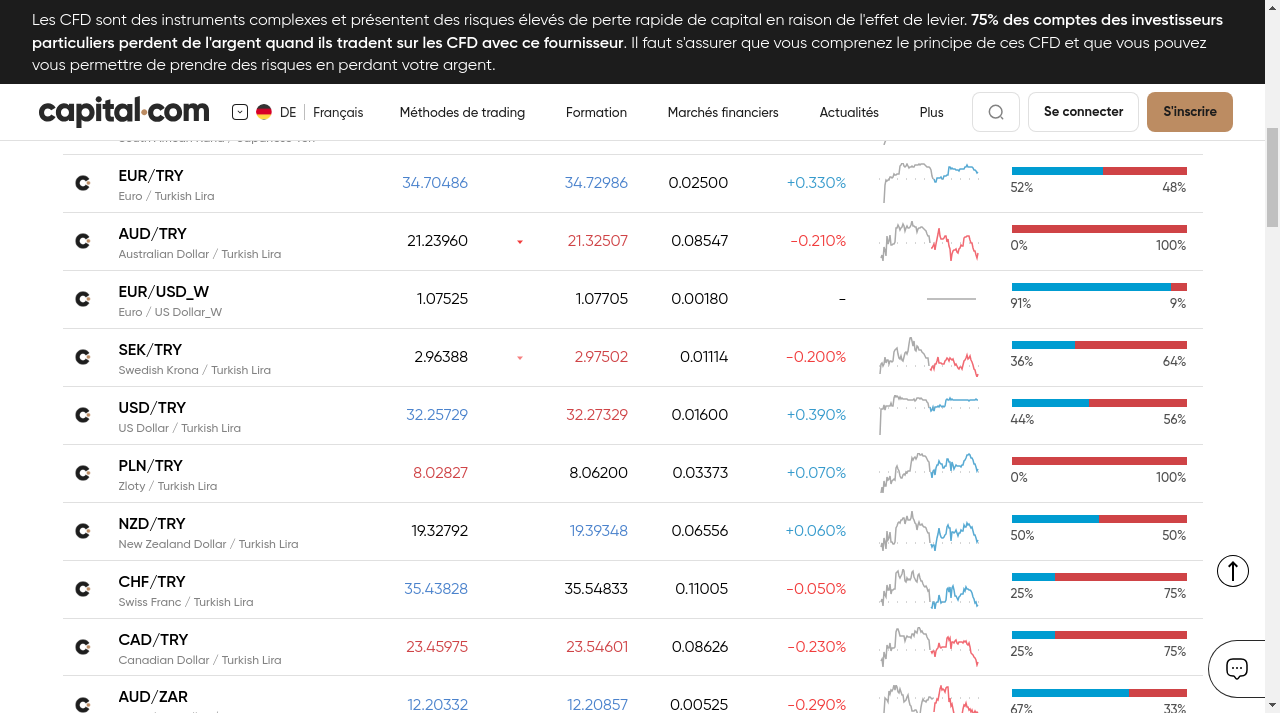 Les CFD sont des instruments complexes et présentent des risques élevés de perte rapide de capital en raison de l'effet de levier. 75% des comptes des investisseurs
particuliers perdent de l'argent quand ils tradent sur les CFD avec ce fournisseur. Il faut s'assurer que vous comprenez le principe de ces CFD et que vous pouvez
vous permettre de prendre des risques en perdant votre argent.
capital.com DE Français Méthodes de trading Formation Marchés financiers Actualités Plus Se connecter S'inscrire
EUR/TRY 34.70486 34.72986 0.02500 +0.330%
Euro / Turkish Lira 52% 48%
AUD/TRY 21.23960 21.32507 0.08547 -0.210%
Australian Dollar / Turkish Lira 0% 100%
EUR/USD_W 1.07525 1.07705 0.00180 -
Euro / US Dollar_W 91% 9%
SEK/TRY 2.96388 2.97502 0.01114 -0.200%
Swedish Krona / Turkish Lira 36% 64%
USD/TRY 32.25729 32.27329 0.01600 +0.390%
US Dollar / Turkish Lira 44% 56%
PLN/TRY 8.02827 8.06200 0.03373 +0.070%
Zloty / Turkish Lira 0% 100%
NZD/TRY 19.32792 19.39348 0.06556 +0.060%
New Zealand Dollar / Turkish Lira 50% 50%
CHF/TRY 35.43828 35.54833 0.11005 -0.050%
Swiss Franc / Turkish Lira 25% 75%
CAD/TRY 23.45975 23.54601 0.08626 -0.230%
Canadian Dollar / Turkish Lira 25% 75%
AUD/ZAR 12.20332 12.20857 0.00525 -0.290%
67% 33%